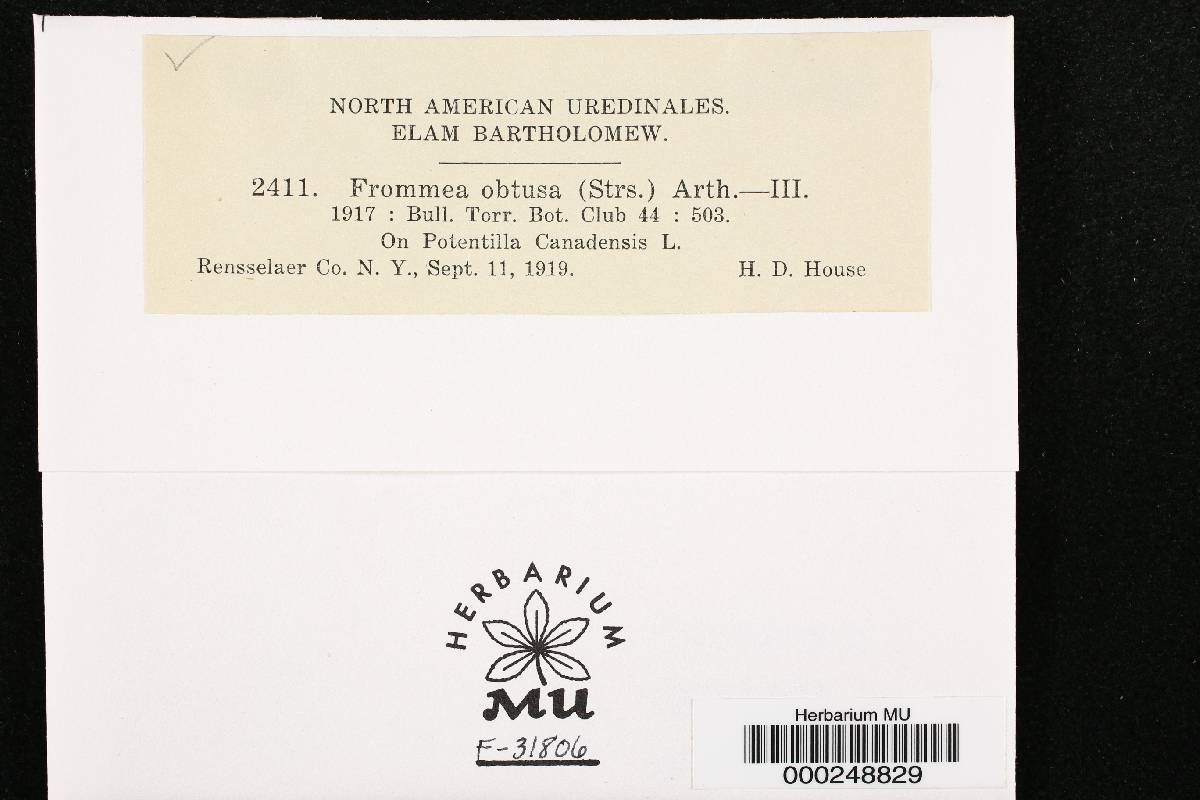 NORTH AMERICAN UREDINALES.
ELAM BARTHOLOMEW.
2411. Frommea obtusa (Strs.) Arth.—III.
1917 : Bull. Torr. Bot. Club 44 : 503.
On Potentilla Canadensis L.
Rensselaer Co. N. Y., Sept. 11, 1919. H. D. House
HERBARIUM
MU
F-31806
Herbarium MU
000248829